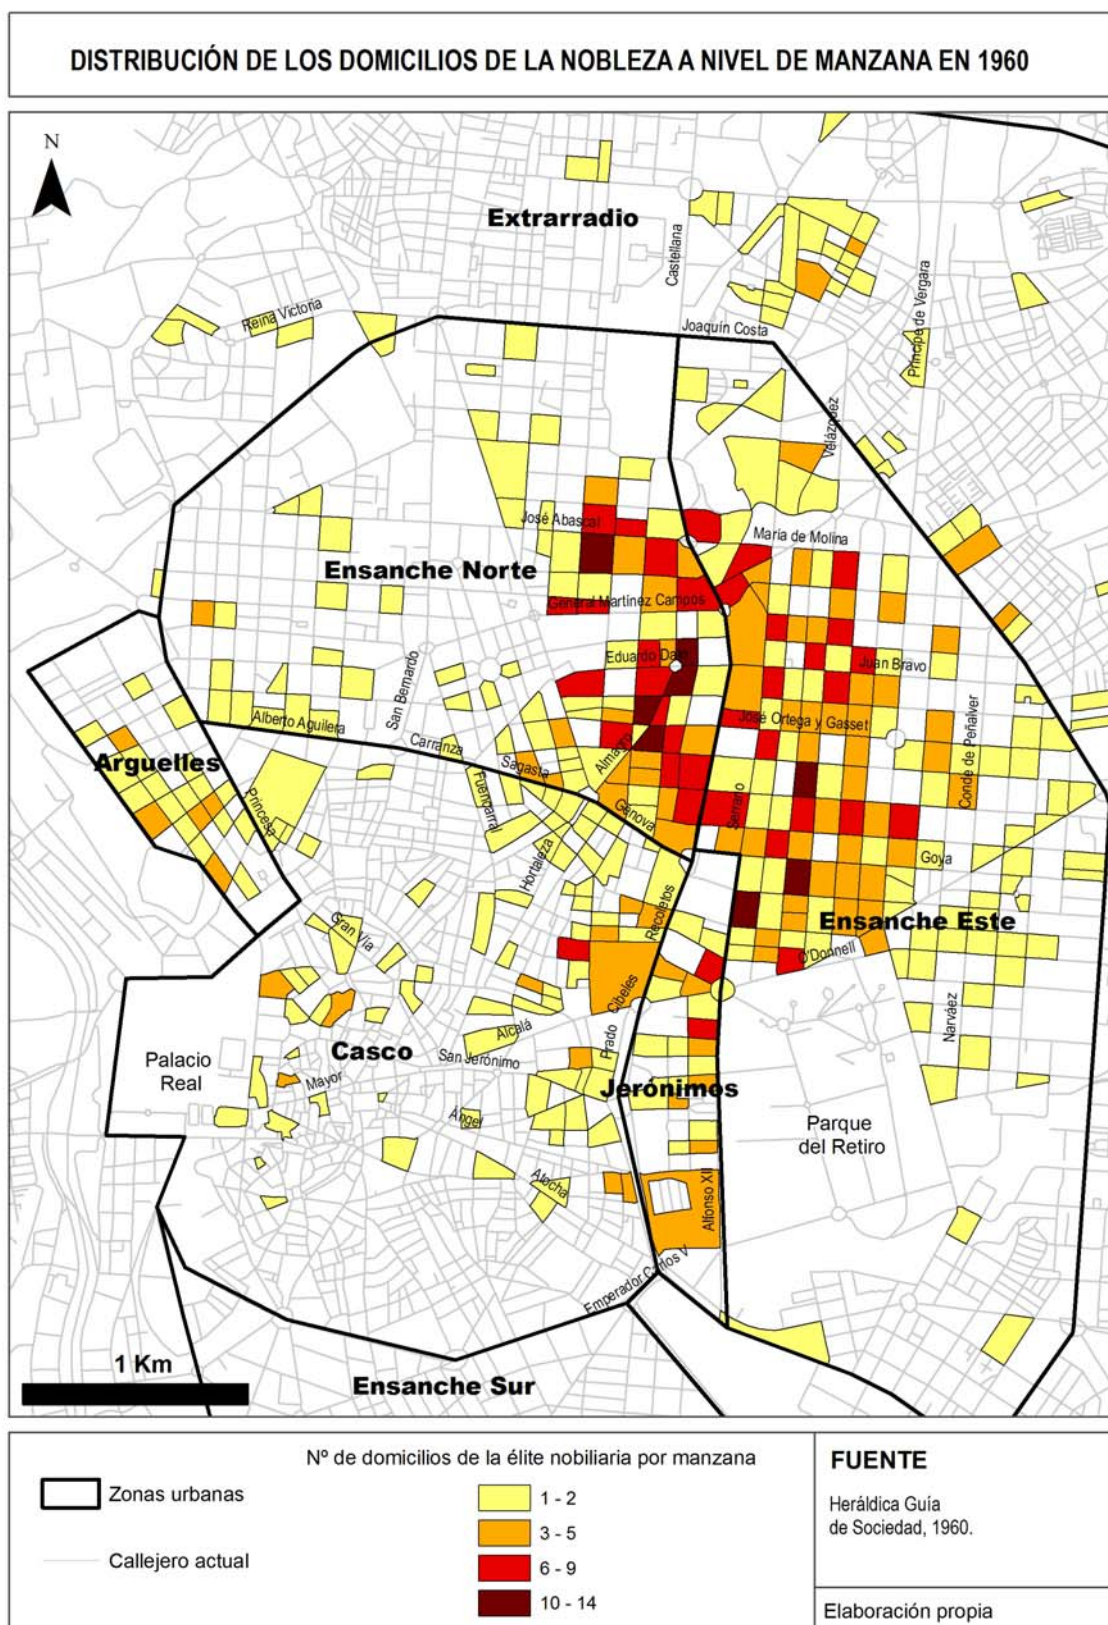 DISTRIBUCIÓN DE LOS DOMICILIOS DE LA NOBLEZA A NIVEL DE MANZANA EN 1960
N
Extrarradio
Castellana
Príncipe de Vergara
Reina Victoria
Joaquín Costa
Velázquez
José Abascal
María de Molina
Ensanche Norte
General Martínez Campos
Eduardo Dato
Juan Bravo
San Bernardo
José Ortega y Gasset
Conde de Peñalver
Alberto Aguilera
Carranza
Almagro
Arguelles
Sagasta
Princesa
Fuencarral
Génova
Serrano
Hortaleza
Goya
Recoletos
Ensanche Este
Gran Vía
O'Donnell
Cibeles
Narváez
Alcalá
Casco
San Jerónimo
Prado
Palacio
Real
Mayor
Jerónimos
Angel
Parque
del Retiro
Atocha
Alfonso XII
Emperador Carlos V
1 Km
Ensanche Sur
Nº de domicilios de la élite nobiliaria por manzana
Zonas urbanas
Callejero actual
1 - 2
3 - 5
6 - 9
10 - 14
FUENTE
Heráldica Guía
de Sociedad, 1960.
Elaboración propia